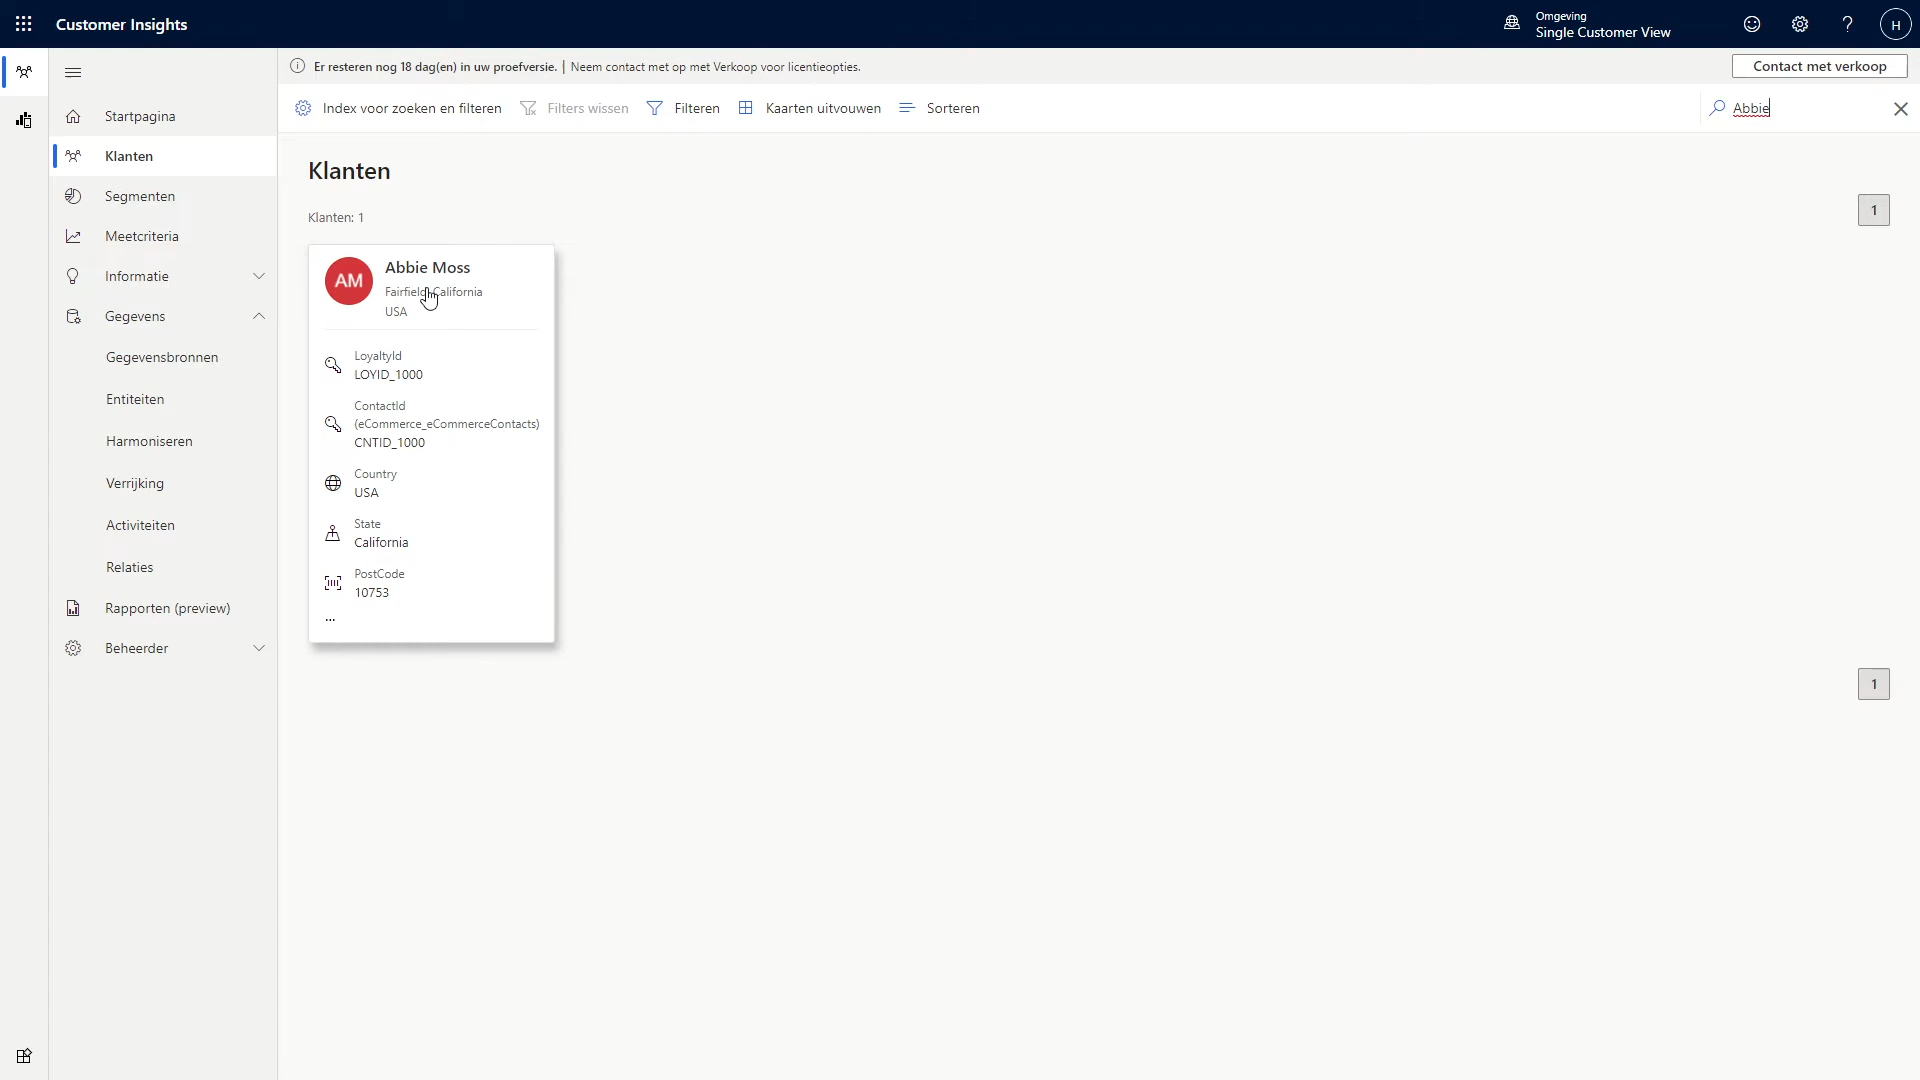 Customer Insights
Omgeving
Single Customer View
?
H
Er resteren nog 18 dag(en) in uw proefversie. | Neem contact met op met Verkoop voor licentieopties.
Contact met verkoop
Index voor zoeken en filteren
Filters wissen
Filteren
Kaarten uitvouwen
Sorteren
Abbie
Startpagina
Klanten
Segmenten
Meetcriteria
Informatie
Gegevens
Gegevensbronnen
Entiteiten
Harmoniseren
Verrijking
Activiteiten
Relaties
Rapporten (preview)
Beheerder
Klanten
Klanten: 1
1
AM
Abbie Moss
Fairfield, California
USA
LoyaltyId
LOYID_1000
ContactId
(eCommerce_eCommerceContacts)
CNTID_1000
Country
USA
State
California
PostCode
10753
...
1